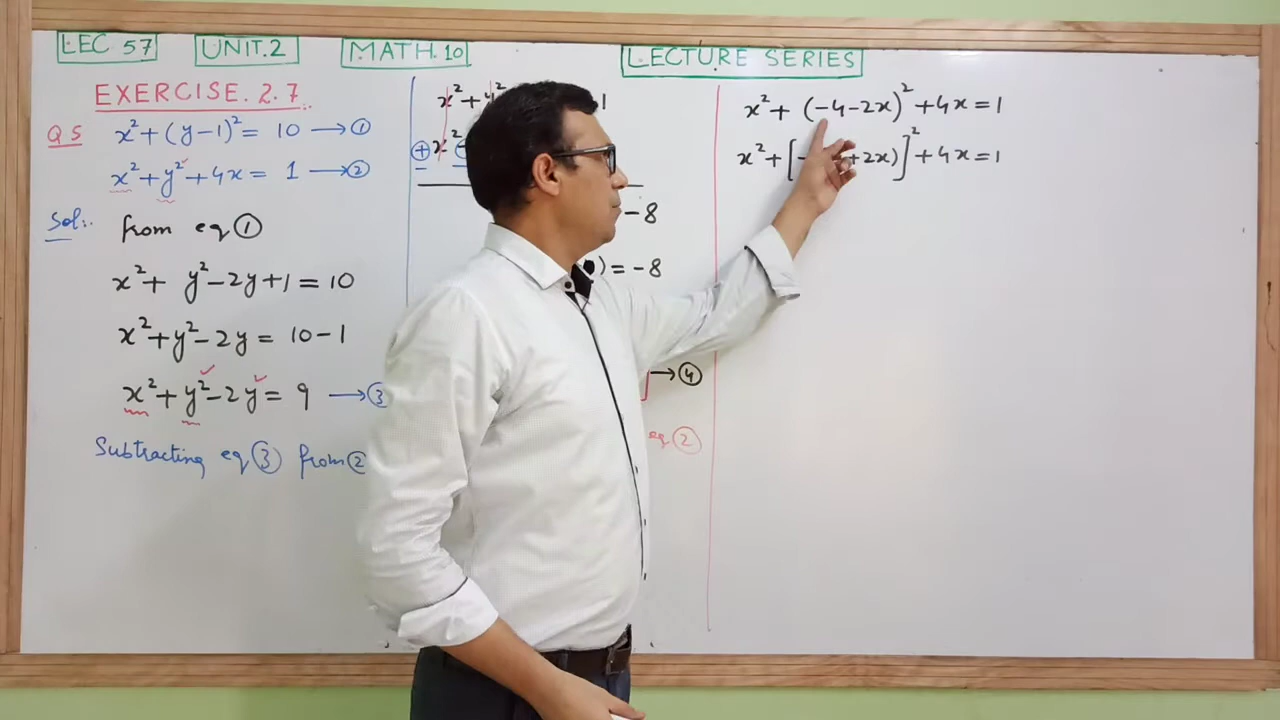 LEC 57 UNIT.2 MATH.10 LECTURE SERIES
EXERCISE.2.7..
Q5 x²+(y-1)²= 10 → ①
x²+y²+4x= 1 → ②
Sol:. from eq ①
x²+ y²-2y+1 = 10
x²+y²-2y = 10-1
x²+y²-2y= 9 → ③
Subtracting eq ③ from ②
x²+ 1
x²
-8
) = -8
→ ④
eq ②
x²+ (-4-2x)²+4x=1
x²+[- +2x)]²+4x=1